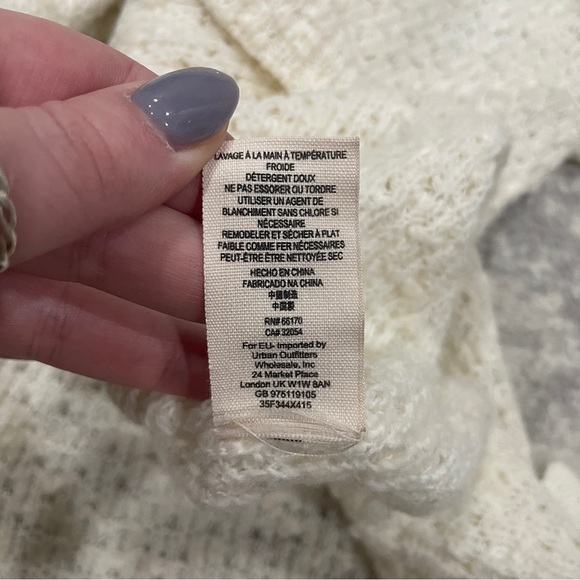 LAVAGE À LA MAIN À TEMPÉRATURE
FROIDE
DÉTERGENT DOUX
NE PAS ESSORER OU TORDRE
UTILISER UN AGENT DE
BLANCHIMENT SANS CHLORE SI
NÉCESSAIRE
REMODELER ET SÉCHER À PLAT
FAIBLE COMME FER NÉCESSAIRES
PEUT-ÊTRE ÊTRE NETTOYÉE SEC
HECHO EN CHINA
FABRICADO NA CHINA
中国制造
中国製
RN# 66170
CA# 32054
For EU- Imported by
Urban Outfitters
Wholesale, Inc
24 Market Place
London UK W1W 8AN
GB 975119105
35F344X415